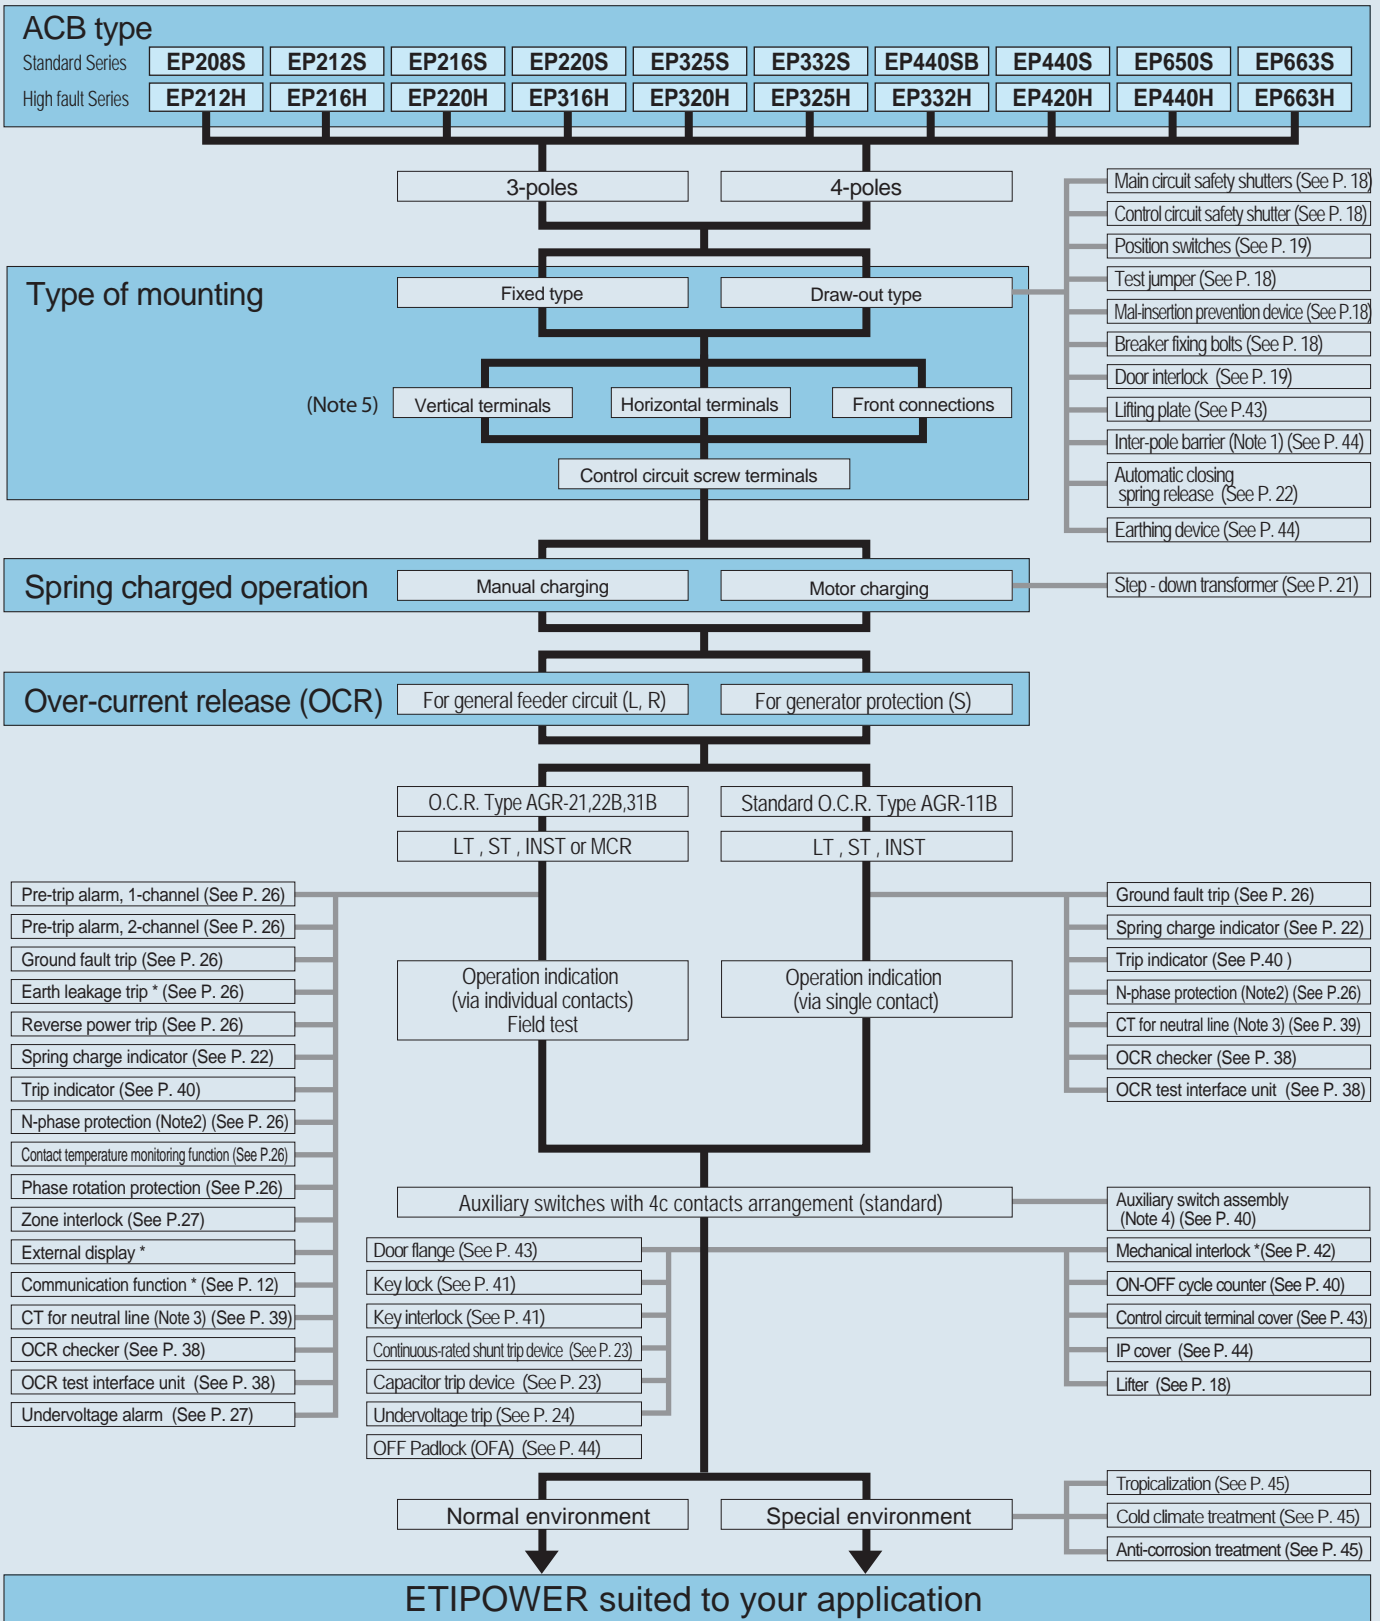 ACB type
Standard Series EP208S EP212S EP216S EP220S EP325S EP332S EP440SB EP440S EP650S EP663S
High fault Series EP212H EP216H EP220H EP316H EP320H EP325H EP332H EP420H EP440H EP663H
3-poles
4-poles
Main circuit safety shutters (See P. 18)
Control circuit safety shutter (See P. 18)
Position switches (See P. 19)
Test jumper (See P. 18)
Mal-insertion prevention device (See P.18)
Breaker fixing bolts (See P. 18)
Door interlock (See P. 19)
Lifting plate (See P.43)
Inter-pole barrier (Note 1) (See P. 44)
Automatic closing
spring release (See P. 22)
Earthing device (See P. 44)
Type of mounting
Fixed type
Draw-out type
(Note 5)
Vertical terminals
Horizontal terminals
Front connections
Control circuit screw terminals
Spring charged operation
Manual charging
Motor charging
Step - down transformer (See P. 21)
Over-current release (OCR)
For general feeder circuit (L, R)
For generator protection (S)
O.C.R. Type AGR-21,22B,31B
Standard O.C.R. Type AGR-11B
LT , ST , INST or MCR
LT , ST , INST
Pre-trip alarm, 1-channel (See P. 26)
Pre-trip alarm, 2-channel (See P. 26)
Ground fault trip (See P. 26)
Earth leakage trip * (See P. 26)
Reverse power trip (See P. 26)
Spring charge indicator (See P. 22)
Trip indicator (See P. 40)
N-phase protection (Note2) (See P. 26)
Contact temperature monitoring function (See P.26)
Phase rotation protection (See P.26)
Zone interlock (See P.27)
External display *
Communication function * (See P. 12)
CT for neutral line (Note 3) (See P. 39)
OCR checker (See P. 38)
OCR test interface unit (See P. 38)
Undervoltage alarm (See P. 27)
Operation indication
(via individual contacts)
Field test
Operation indication
(via single contact)
Ground fault trip (See P. 26)
Spring charge indicator (See P. 22)
Trip indicator (See P.40 )
N-phase protection (Note2) (See P.26)
CT for neutral line (Note 3) (See P. 39)
OCR checker (See P. 38)
OCR test interface unit (See P. 38)
Auxiliary switches with 4c contacts arrangement (standard)
Auxiliary switch assembly
(Note 4) (See P. 40)
Door flange (See P. 43)
Key lock (See P. 41)
Key interlock (See P. 41)
Continuous-rated shunt trip device (See P. 23)
Capacitor trip device (See P. 23)
Undervoltage trip (See P. 24)
OFF Padlock (OFA) (See P. 44)
Mechanical interlock *(See P. 42)
ON-OFF cycle counter (See P. 40)
Control circuit terminal cover (See P. 43)
IP cover (See P. 44)
Lifter (See P. 18)
Normal environment
Special environment
Tropicalization (See P. 45)
Cold climate treatment (See P. 45)
Anti-corrosion treatment (See P. 45)
ETIPOWER suited to your application